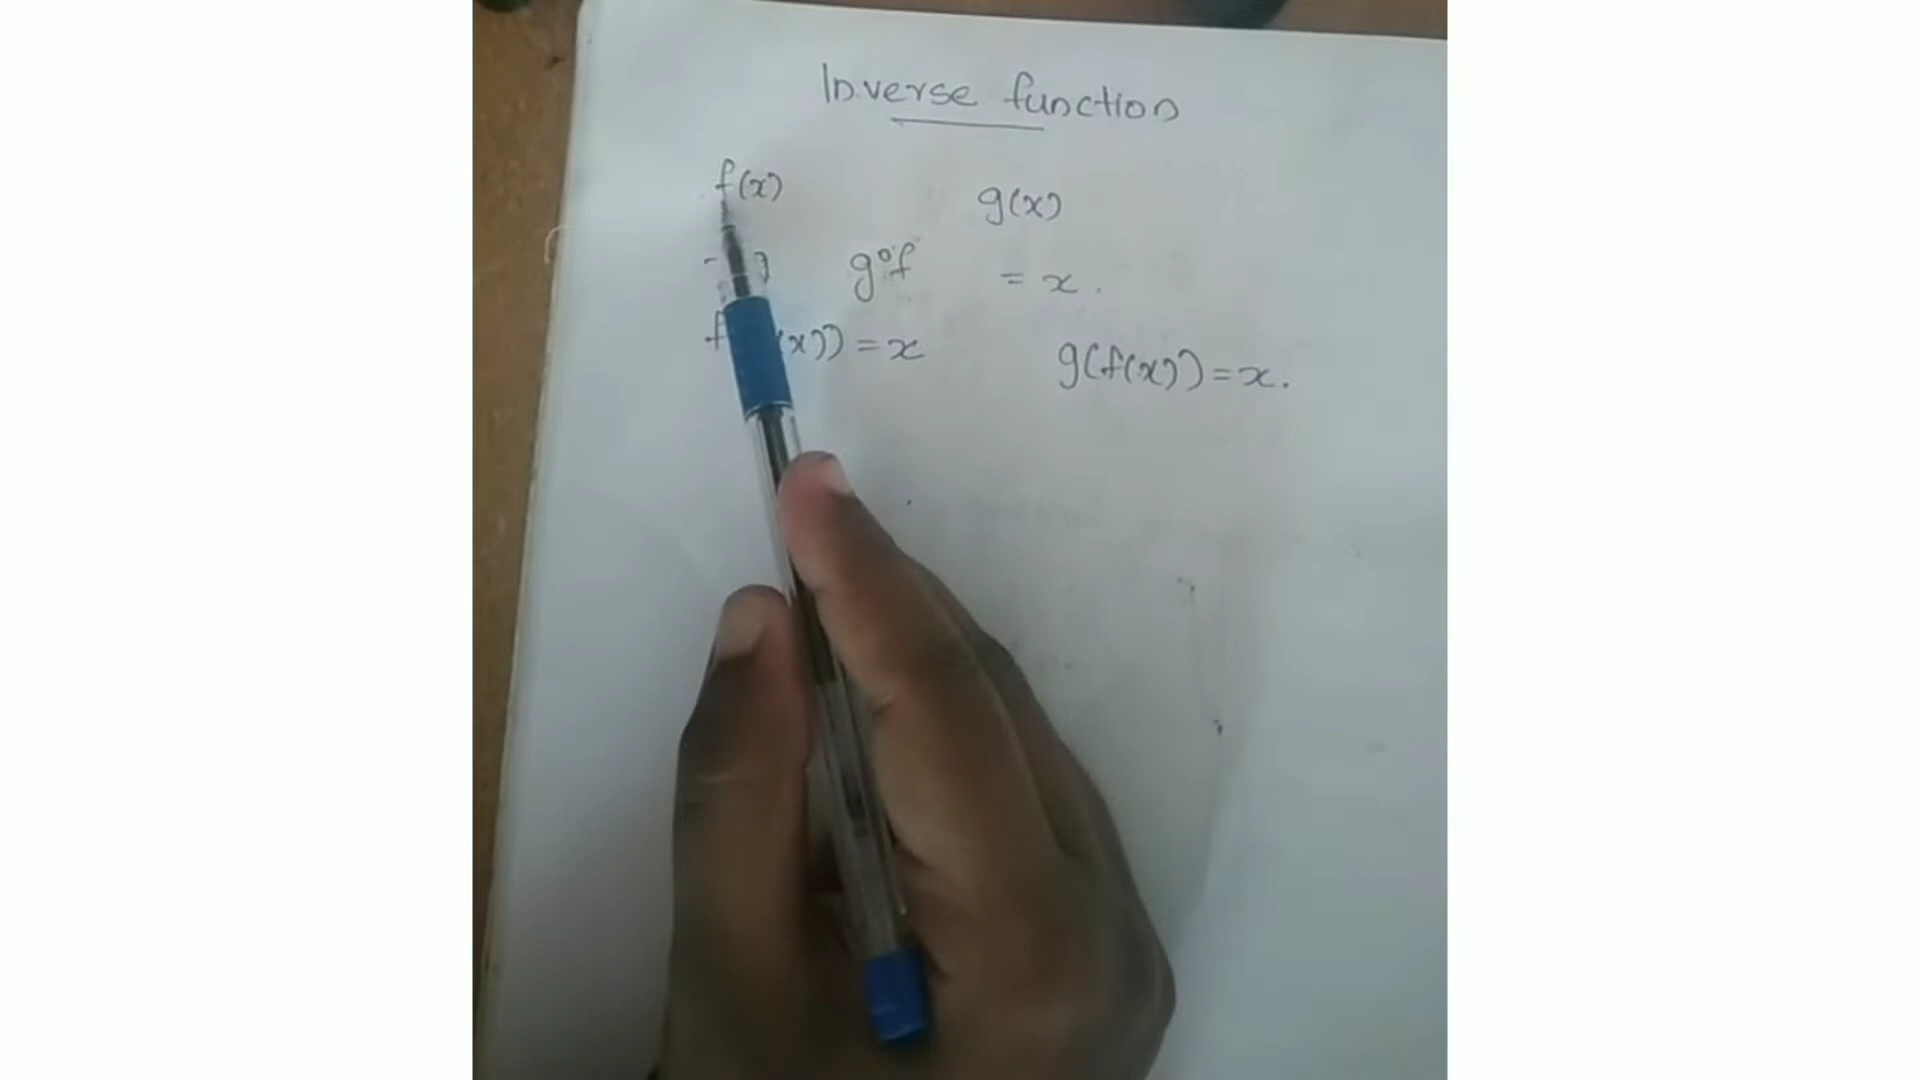 Inverse function
f(x) g(x)
g∘f = x.
(x)) = x g(f(x)) = x.